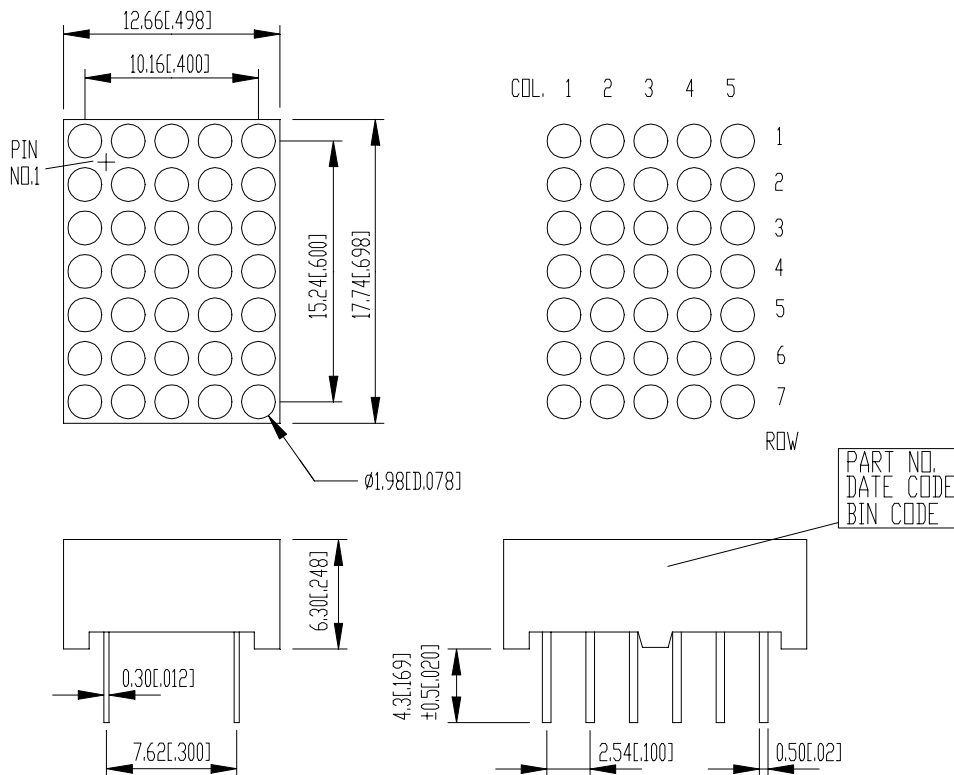 12.66[.498]
10.16[.400]
COL. 1 2 3 4 5
PIN
NO.1
15.24[.600]
17.74[.698]
1
2
3
4
5
6
7
ROW
ø1.98[D.078]
PART NO.
DATE CODE
BIN CODE
6.30[.248]
0.30[.012]
7.62[.300]
4.3[.169]
±0.5[.020]
2.54[.100]
0.50[.02]